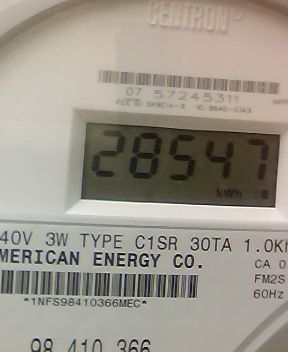 CENTRON
07 57245311
28547
kWh
40V 3W TYPE C1SR 30TA 1.0K
MERICAN ENERGY CO.
CA 0
FM2S
60Hz
*1NFS98410366MEC*
98 410 366